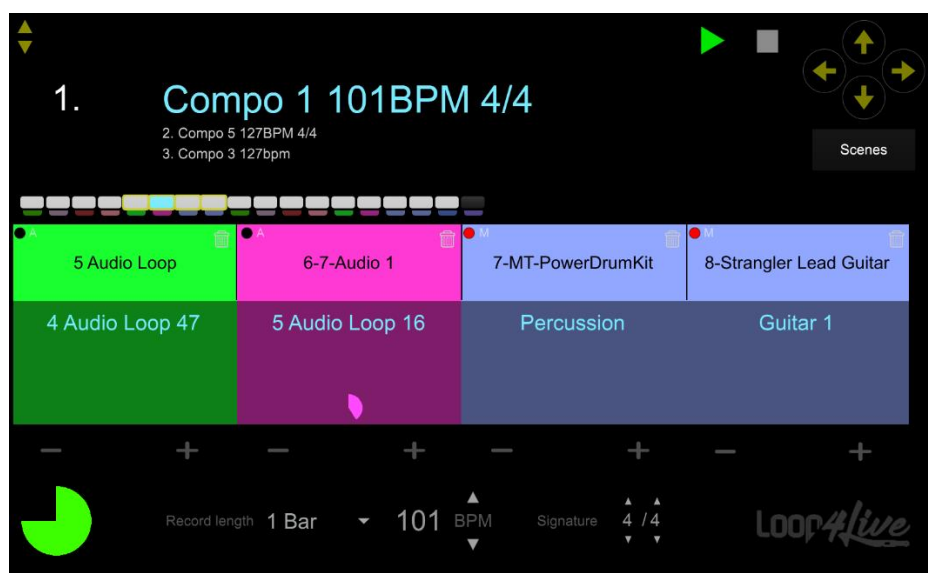 1. Compo 1 101BPM 4/4
2. Compo 5 127BPM 4/4
3. Compo 3 127bpm
Scenes
A A M M
5 Audio Loop 6-7-Audio 1 7-MT-PowerDrumKit 8-Strangler Lead Guitar
4 Audio Loop 47 5 Audio Loop 16 Percussion Guitar 1
− + − + − + − +
Record length 1 Bar 101 BPM Signature 4 / 4 Loop4Live